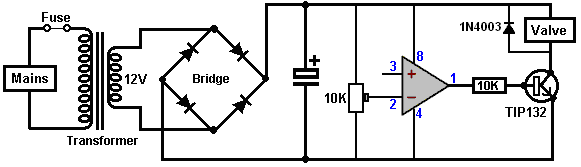 Fuse
Mains
Transformer
12V
Bridge
+
10K
3
+
2
−
8
4
1
10K
1N4003
Valve
TIP132